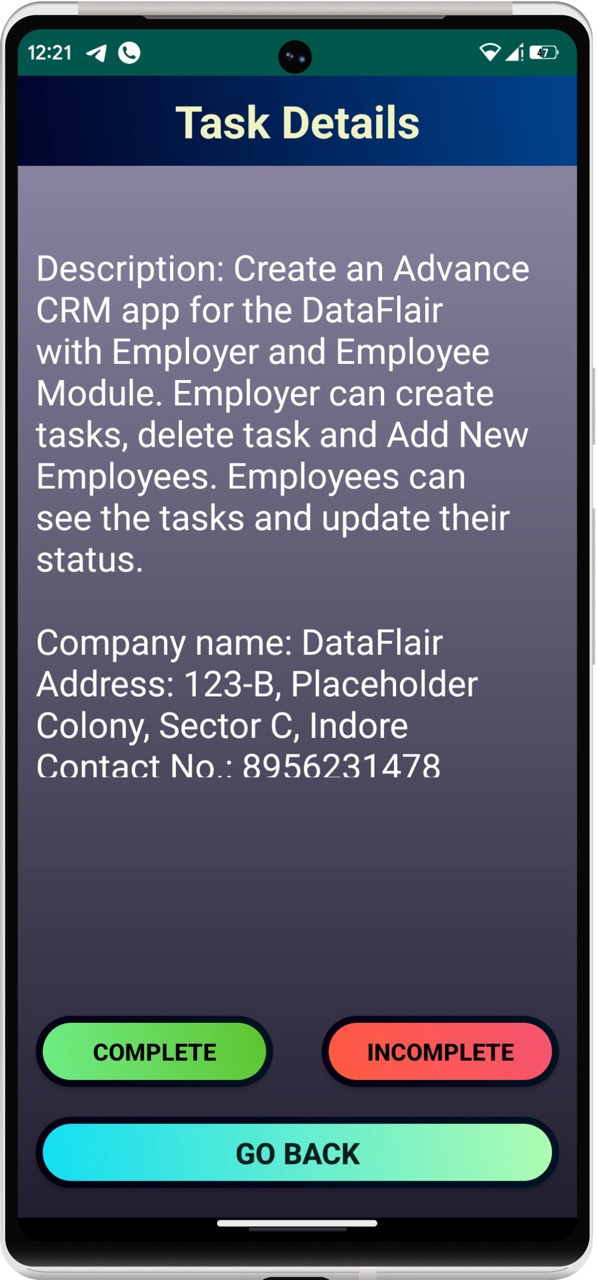 12:21
47
Task Details
Description: Create an Advance
CRM app for the DataFlair
with Employer and Employee
Module. Employer can create
tasks, delete task and Add New
Employees. Employees can
see the tasks and update their
status.
Company name: DataFlair
Address: 123-B, Placeholder
Colony, Sector C, Indore
Contact No.: 8956231478
COMPLETE
INCOMPLETE
GO BACK